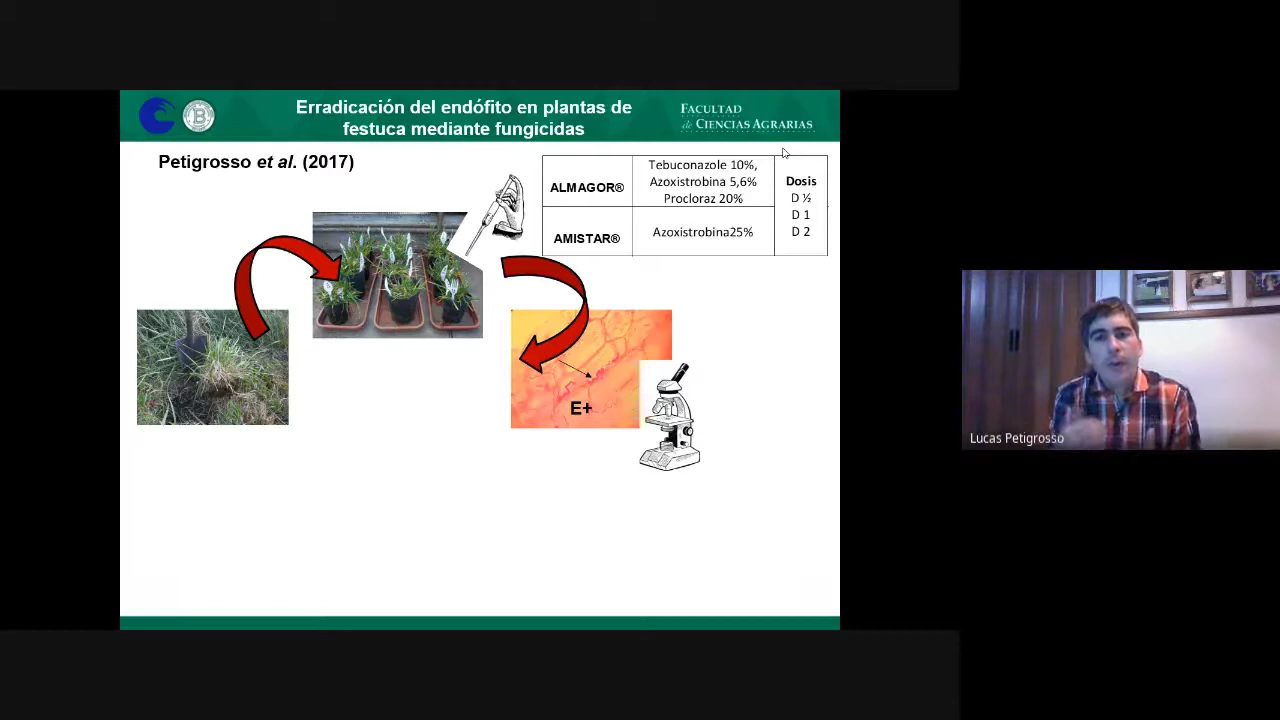 Erradicación del endófito en plantas de
festuca mediante fungicidas
FACULTAD
de CIENCIAS AGRARIAS
Petigrosso et al. (2017)
ALMAGOR®
Tebuconazole 10%,
Azoxistrobina 5,6%
Procloraz 20%
Dosis
D ½
D 1
D 2
AMISTAR®
Azoxistrobina25%
E+
Lucas Petigrosso